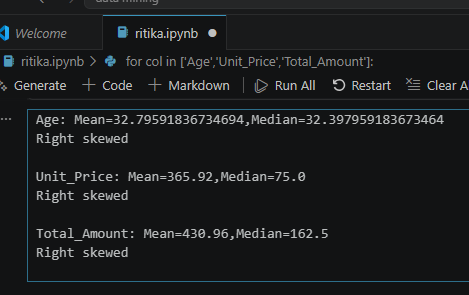 data mining
Welcome
ritika.ipynb
ritika.ipynb > for col in ['Age','Unit_Price','Total_Amount']:
Generate + Code + Markdown Run All Restart Clear A
...
Age: Mean=32.79591836734694,Median=32.397959183673464
Right skewed
Unit_Price: Mean=365.92,Median=75.0
Right skewed
Total_Amount: Mean=430.96,Median=162.5
Right skewed